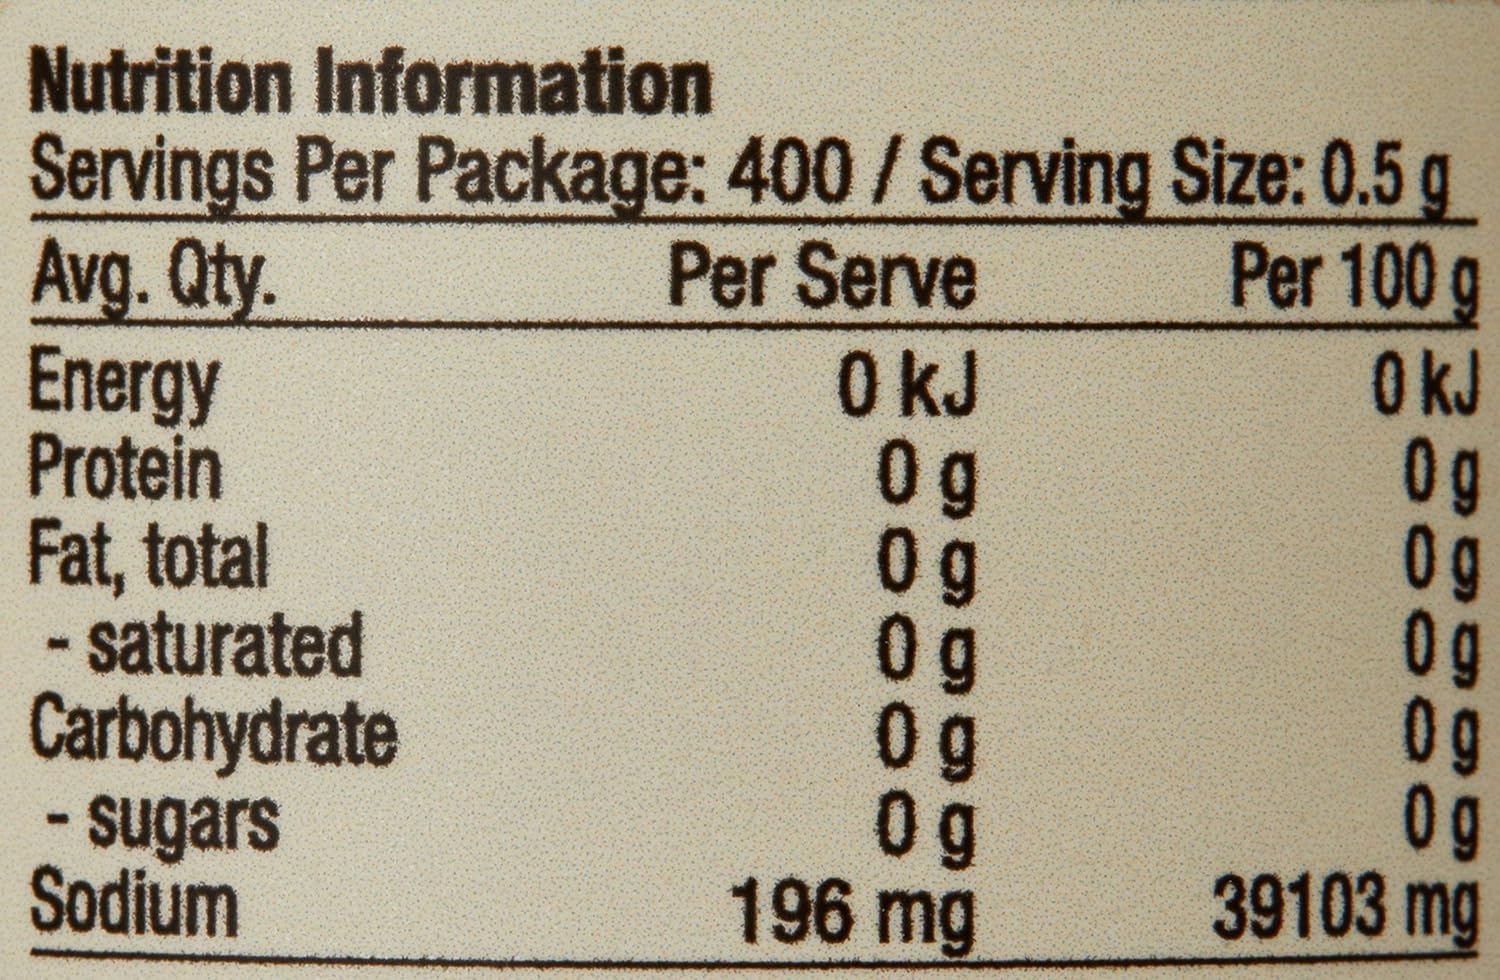 Nutrition Information
Servings Per Package: 400 / Serving Size: 0.5 g
Avg. Qty. Per Serve Per 100 g
Energy 0 kJ 0 kJ
Protein 0 g 0 g
Fat, total 0 g 0 g
- saturated 0 g 0 g
Carbohydrate 0 g 0 g
- sugars 0 g 0 g
Sodium 196 mg 39103 mg